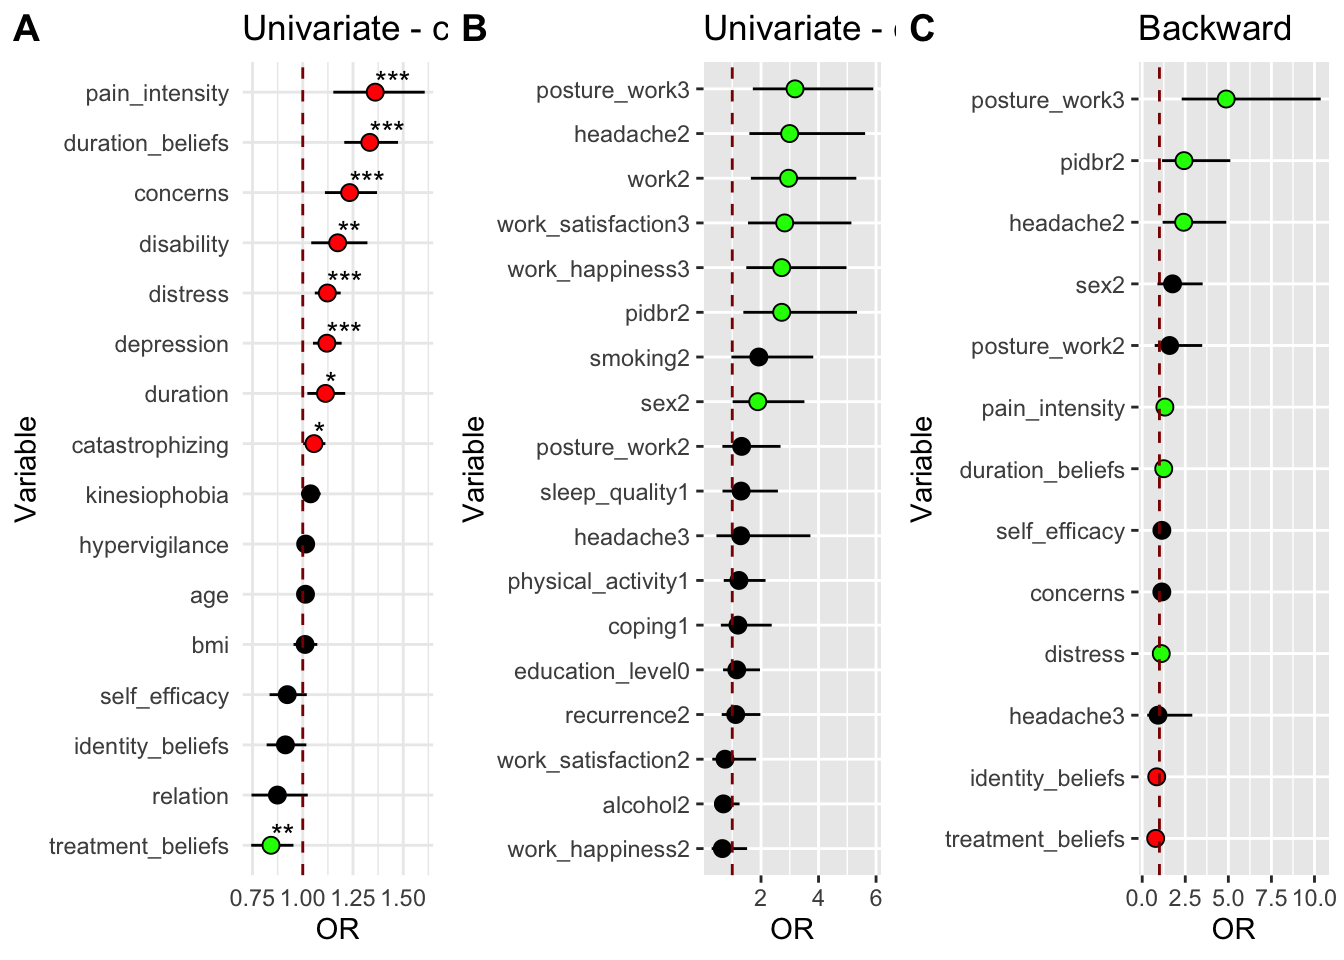 A
Univariate - c
pain_intensity
duration_beliefs
concerns
disability
distress
depression
duration
catastrophizing
kinesiophobia
hypervigilance
age
bmi
self_efficacy
identity_beliefs
relation
treatment_beliefs
***
***
***
**
***
***
*
*
**
Variable
0.75 1.00 1.25 1.50
OR
B
Univariate -
posture_work3
headache2
work2
work_satisfaction3
work_happiness3
pidbr2
smoking2
sex2
posture_work2
sleep_quality1
headache3
physical_activity1
coping1
education_level0
recurrence2
work_satisfaction2
alcohol2
work_happiness2
Variable
2 4 6
OR
C
Backward
posture_work3
pidbr2
headache2
sex2
posture_work2
pain_intensity
duration_beliefs
self_efficacy
concerns
distress
headache3
identity_beliefs
treatment_beliefs
Variable
0.0 2.5 5.0 7.5 10.0
OR